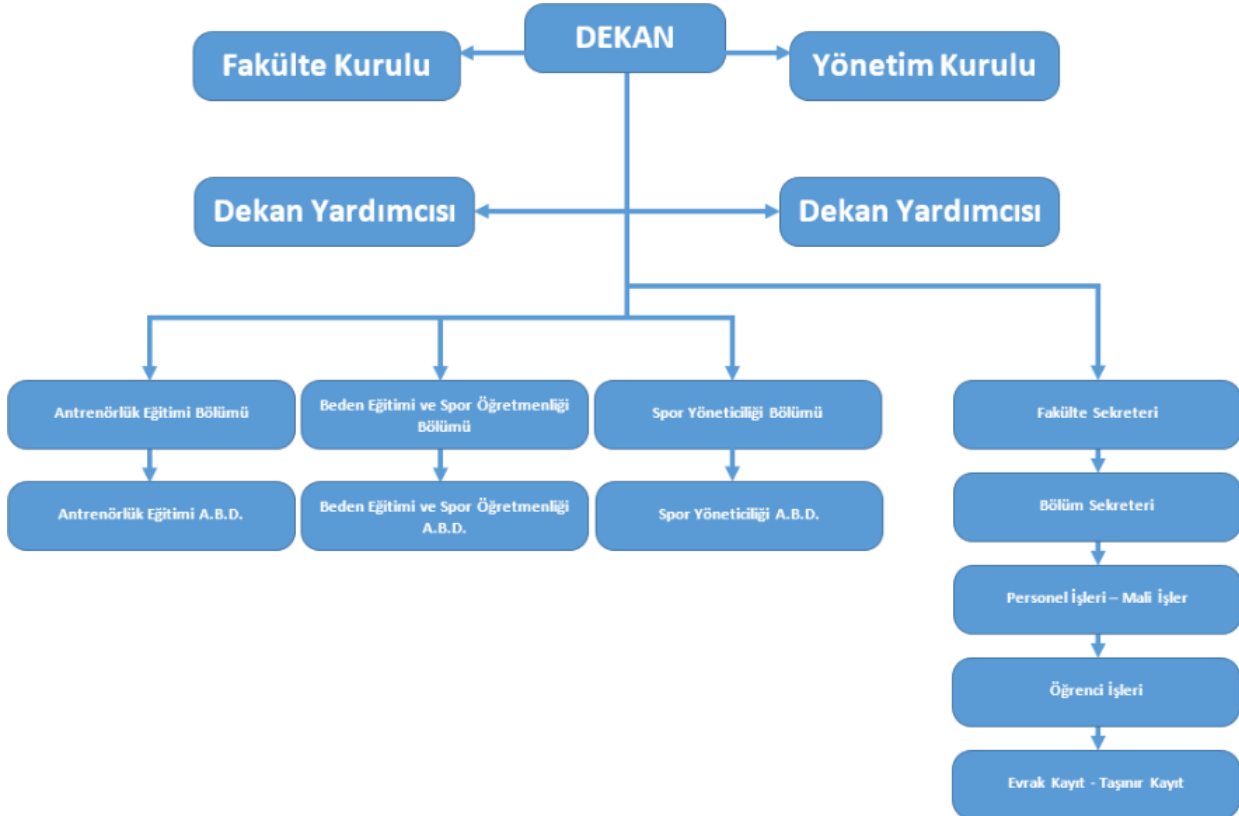 DEKAN
Fakülte Kurulu
Yönetim Kurulu
Dekan Yardımcısı
Dekan Yardımcısı
Antrenörlük Eğitimi Bölümü
Beden Eğitimi ve Spor Öğretmenliği
Bölümü
Spor Yöneticiliği Bölümü
Fakülte Sekreteri
Antrenörlük Eğitimi A.B.D.
Beden Eğitimi ve Spor Öğretmenliği
A.B.D.
Spor Yöneticiliği A.B.D.
Bölüm Sekreteri
Personel İşleri – Mali İşler
Öğrenci İşleri
Evrak Kayıt - Taşınır Kayıt